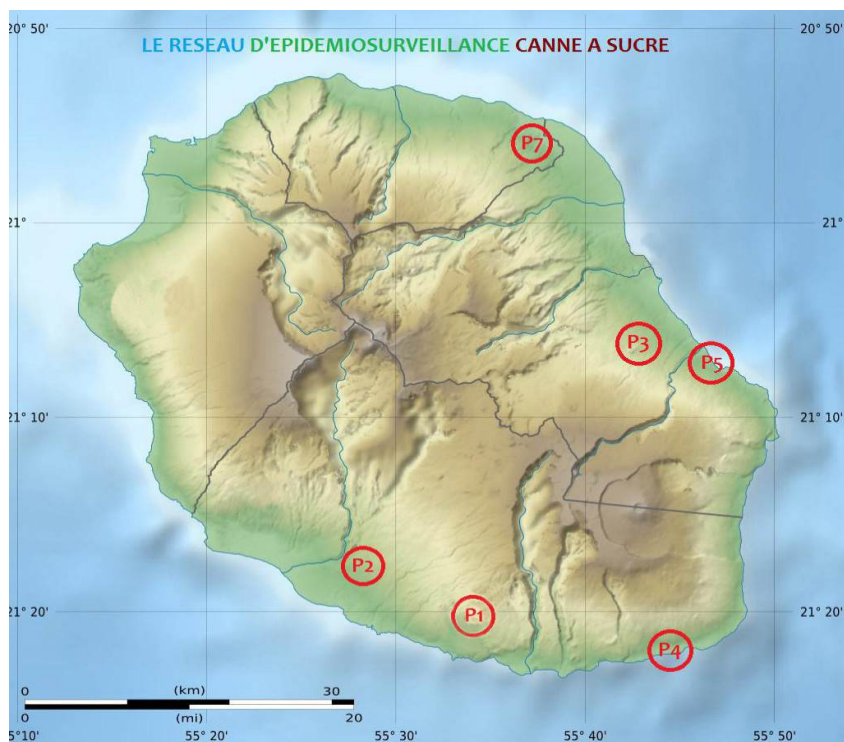 20° 50'
20° 50'
LE RESEAU D'EPIDEMIOSURVEILLANCE CANNE A SUCRE
P7
21°
21°
P3
P5
21° 10'
21° 10'
P2
P1
21° 20'
21° 20'
P4
0 (km) 30
0 (mi) 20
5° 10'
55° 20'
55° 30'
55° 40'
55° 50'